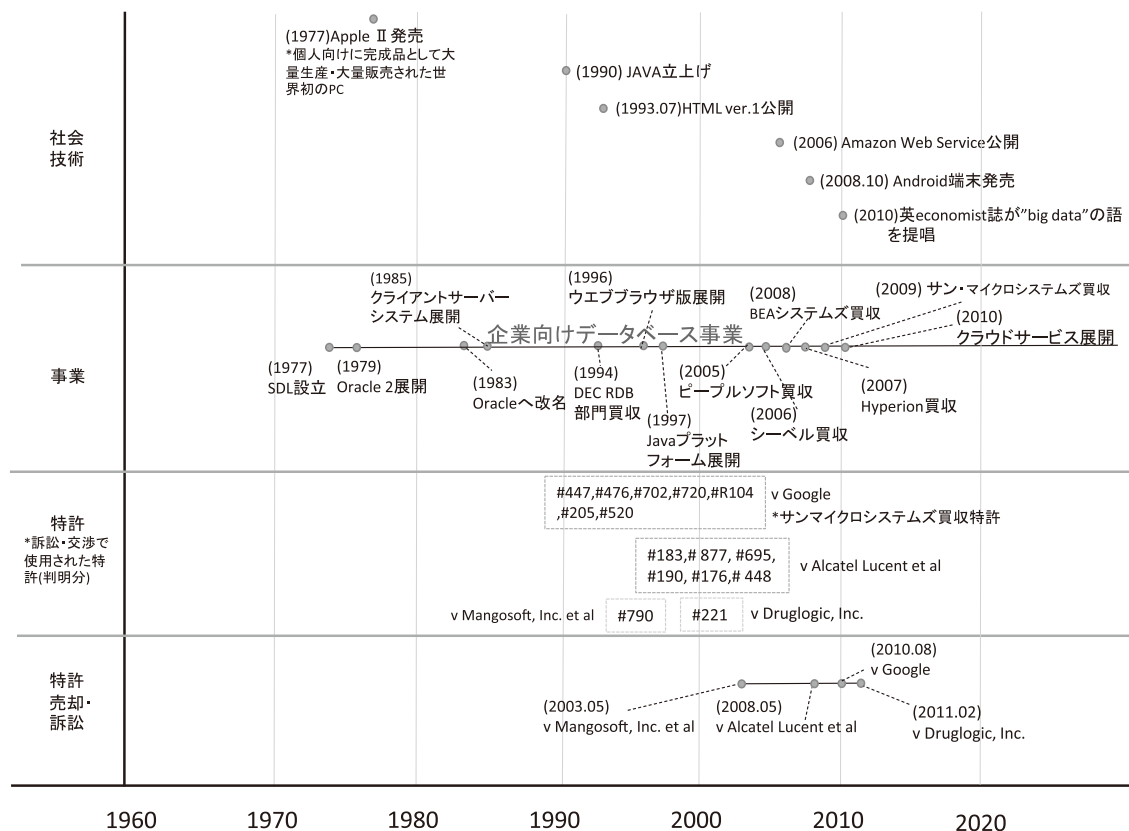 (1977)Apple Ⅱ発売
*個人向けに完成品として大
量生産・大量販売された世
界初のPC
(1990) JAVA立上げ
(1993.07)HTML ver.1公開
社会
技術
(2006) Amazon Web Service公開
(2008.10) Android端末発売
(2010)英economist誌が”big data”の語
を提唱
(1985)
クライアントサーバー
システム展開
(1996)
ウエブブラウザ版展開
(2008)
BEAシステムズ買収
(2009) サン・マイクロシステムズ買収
(2010)
クラウドサービス展開
企業向けデータベース事業
事業
(1977)
SDL設立
(1979)
Oracle 2展開
(1983)
Oracleへ改名
(1994)
DEC RDB
部門買収
(1997)
Javaプラット
フォーム展開
(2005)
ピープルソフト買収
(2006)
シーベル買収
(2007)
Hyperion買収
特許
*訴訟・交渉で
使用された特
許(判明分)
#447,#476,#702,#720,#R104
,#205,#520
v Google
*サンマイクロシステムズ買収特許
#183,# 877, #695,
#190, #176,# 448
v Alcatel Lucent et al
v Mangosoft, Inc. et al
#790
#221
v Druglogic, Inc.
特許
売却・
訴訟
(2010.08)
v Google
(2003.05)
v Mangosoft, Inc. et al
(2008.05)
v Alcatel Lucent et al
(2011.02)
v Druglogic, Inc.
1960 1970 1980 1990 2000 2010 2020